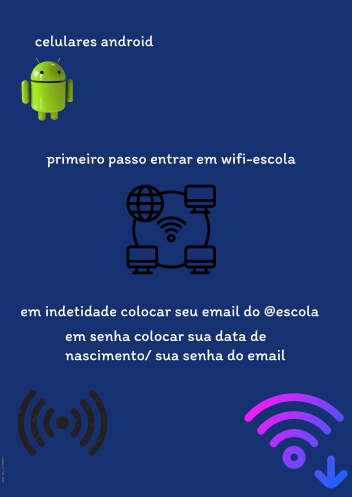 celulares android
primeiro passo entrar em wifi-escola
em indetidade colocar seu email do @escola
em senha colocar sua data de
nascimento/ sua senha do email